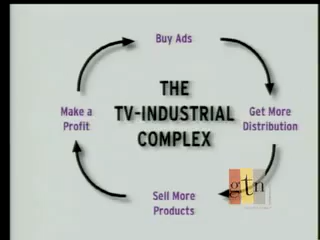 Buy Ads
THE
TV-INDUSTRIAL
COMPLEX
Make a
Profit
Get More
Distribution
Sell More
Products
gtn